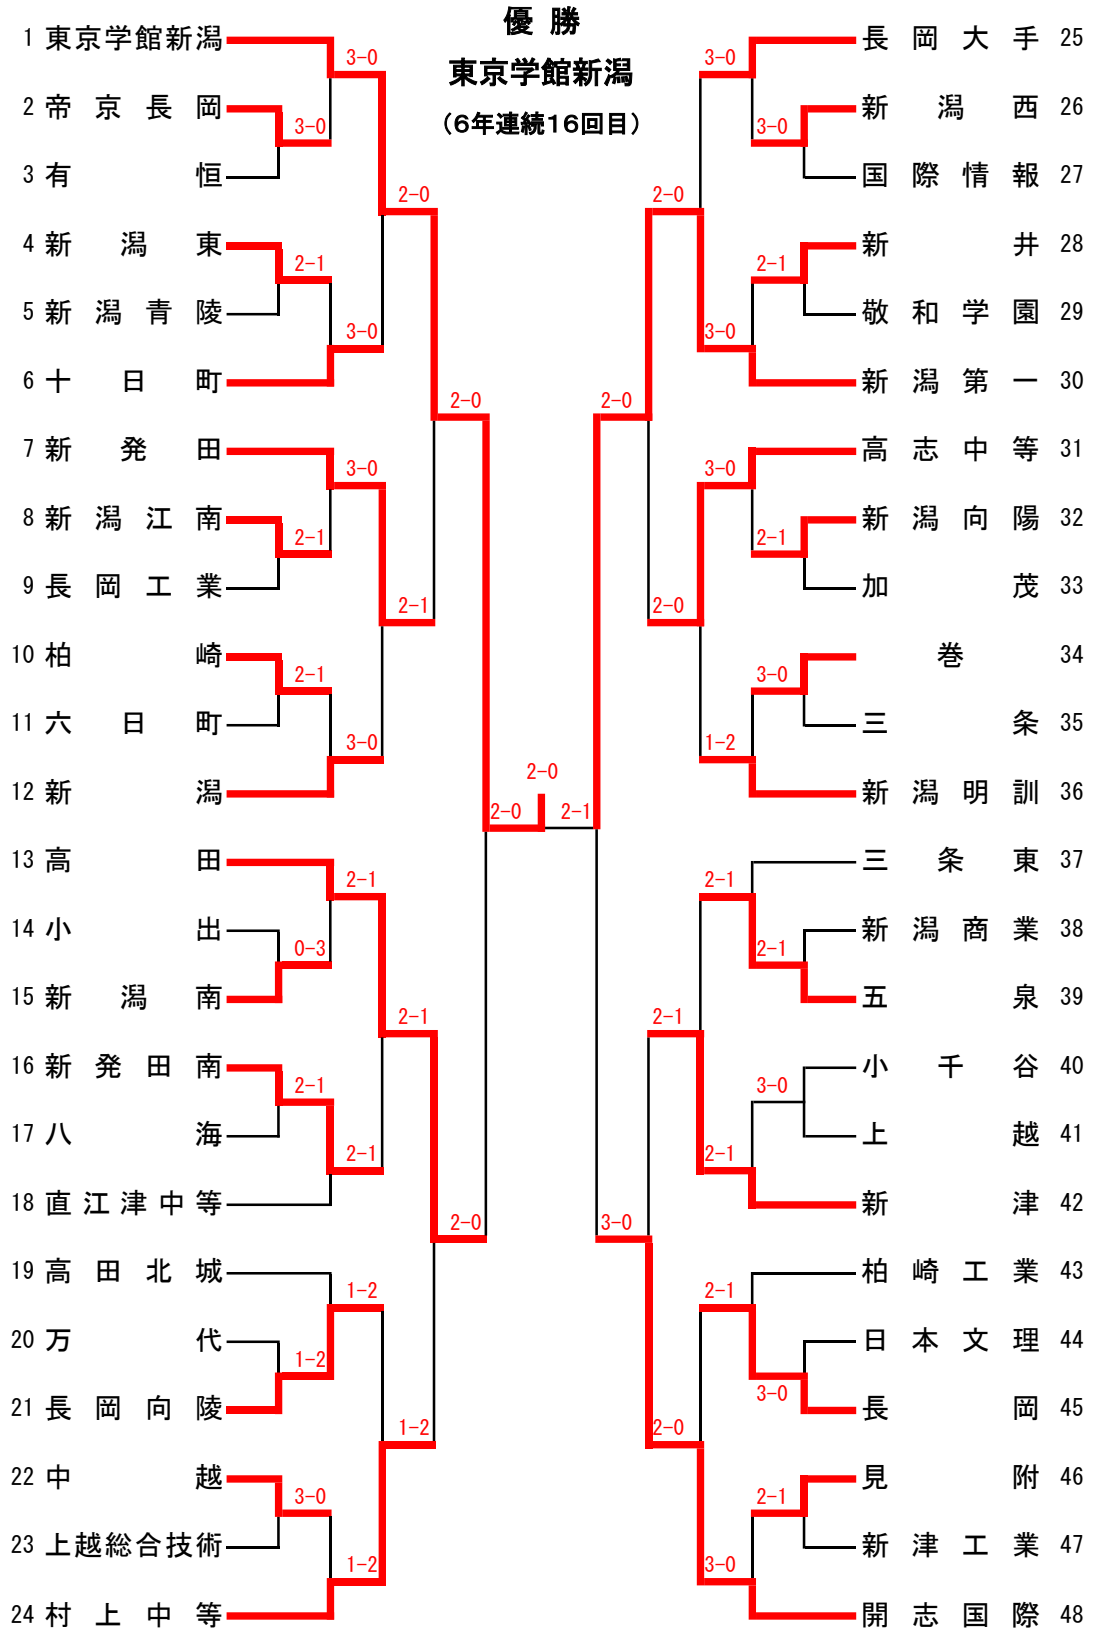 優勝
東京学館新潟
(6年連続16回目)
1 東京学館新潟
3-0
2 帝京長岡
3-0
3 有恒
2-0
4 新潟東
2-1
5 新潟青陵
3-0
6 十日町
2-0
7 新発田
3-0
8 新潟江南
2-1
9 長岡工業
2-1
10 柏崎
2-1
11 六日町
3-0
12 新潟
2-0
2-0
13 高田
2-1
14 小出
0-3
15 新潟南
2-1
16 新発田南
2-1
17 八海
2-1
18 直江津中等
2-0
19 高田北城
1-2
20 万代
1-2
21 長岡向陵
1-2
22 中越
3-0
23 上越総合技術
1-2
24 村上中等
長岡大手 25
3-0
新潟西 26
3-0
国際情報 27
2-0
新井 28
2-1
敬和学園 29
3-0
新潟第一 30
2-0
高志中等 31
3-0
新潟向陽 32
2-1
加茂 33
2-0
巻 34
3-0
三条 35
1-2
新潟明訓 36
2-1
三条東 37
2-1
新潟商業 38
2-1
五泉 39
2-1
小千谷 40
3-0
上越 41
2-1
新津 42
3-0
柏崎工業 43
2-1
日本文理 44
3-0
長岡 45
2-0
見附 46
2-1
新津工業 47
3-0
開志国際 48